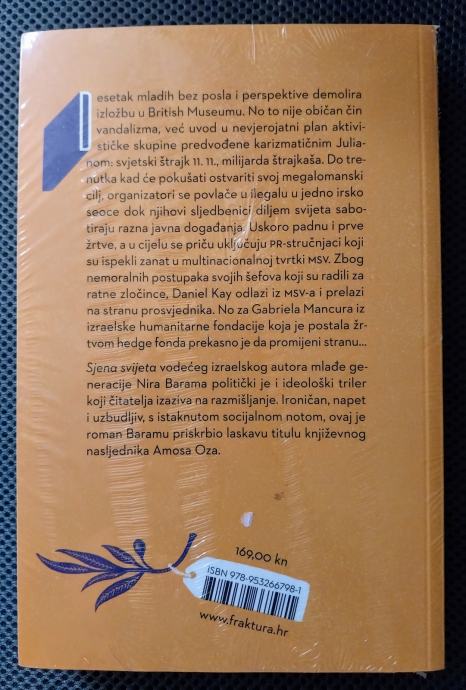 Desetak mladih bez posla i perspektive demolira
izložbu u British Museumu. No to nije običan čin
vandalizma, već uvod u nevjerojatni plan aktivi-
stičke skupine predvođene karizmatičnim Julia-
nom: svjetski štrajk 11. 11., milijarda štrajkaša. Do tre-
nutka kad će pokušati ostvariti svoj megalomanski
cilj, organizatori se povlače u ilegalu u jedno irsko
seoce dok njihovi sljedbenici diljem svijeta sabo-
tiraju razna javna događanja. Uskoro padnu i prve
žrtve, a u cijelu se priču uključuju PR-stručnjaci koji
su ispekli zanat u multinacionalnoj tvrtki MSV. Zbog
nemoralnih postupaka svojih šefova koji su radili za
ratne zločince, Daniel Kay odlazi iz MSV-a i prelazi
na stranu prosvjednika. No za Gabriela Mancura iz
izraelske humanitarne fondacije koja je postala žr-
tvom hedge fonda prekasno je da promijeni stranu...
Sjena svijeta vodećeg izraelskog autora mlađe ge-
neracije Nira Barama politički je i ideološki triler
koji čitatelja izaziva na razmišljanje. Ironičan, napet
i uzbudljiv, s istaknutom socijalnom notom, ovaj je
roman Baramu priskrbio laskavu titulu književnog
nasljednika Amosa Oza.
169,00 kn
ISBN 978-953266798-1
www.fraktura.hr